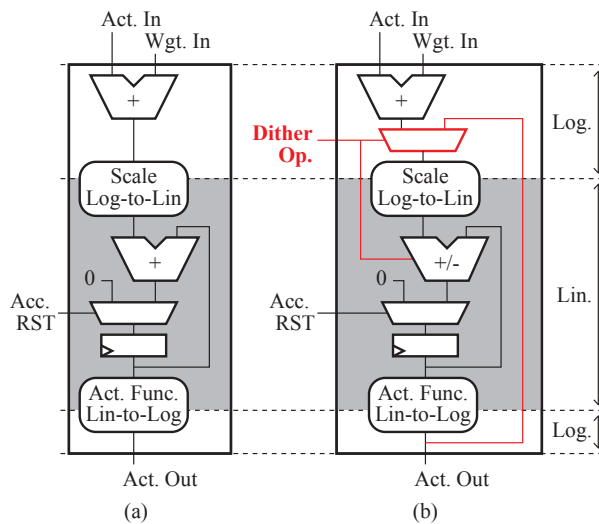 Act. In
Wgt. In
+
Scale
Log-to-Lin
+
0
Acc.
RST
Act. Func.
Lin-to-Log
Act. Out
(a)
Act. In
Wgt. In
+
Dither
Op.
Scale
Log-to-Lin
+/-
0
Acc.
RST
Act. Func.
Lin-to-Log
Act. Out
(b)
Log.
Lin.
Log.